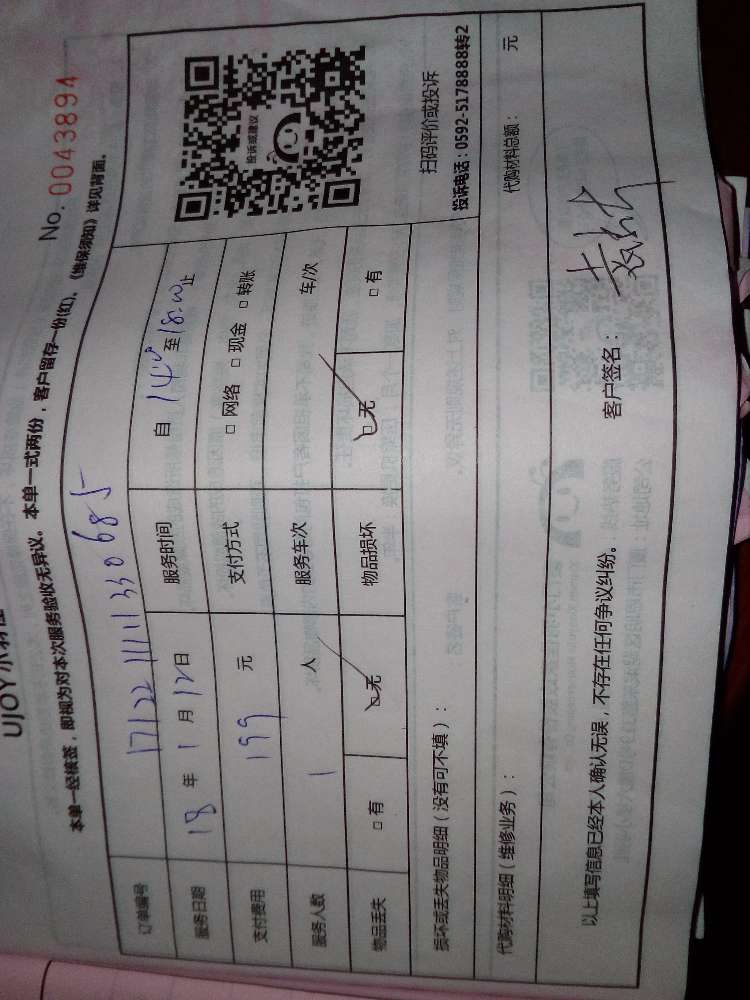 UJOY
本单一经核签，即视为对本次服务验收无异议。本单一式两份，客户留存一份(红)。《维保须知》详见背面。
No. 0043894
订单编号 171221111111330685
服务日期 18 年 1 月 12 日 服务时间 自 14:00 至 18:00 止
支付费用 199 元 支付方式 □ 网络 □ 现金 □ 转账
服务人数 1 人 服务车次 车/次
物品丢失 □ 有 □ 无 物品损坏 □ 无 □ 有
投诉或建议
扫码评价或投诉
投诉电话：0592-5178888转2
损坏或丢失物品明细（没有可不填）：
代购材料明细（维修业务）： 代购材料总额： 元
以上填写信息已经本人确认无误，不存在任何争议纠纷。 客户签名：